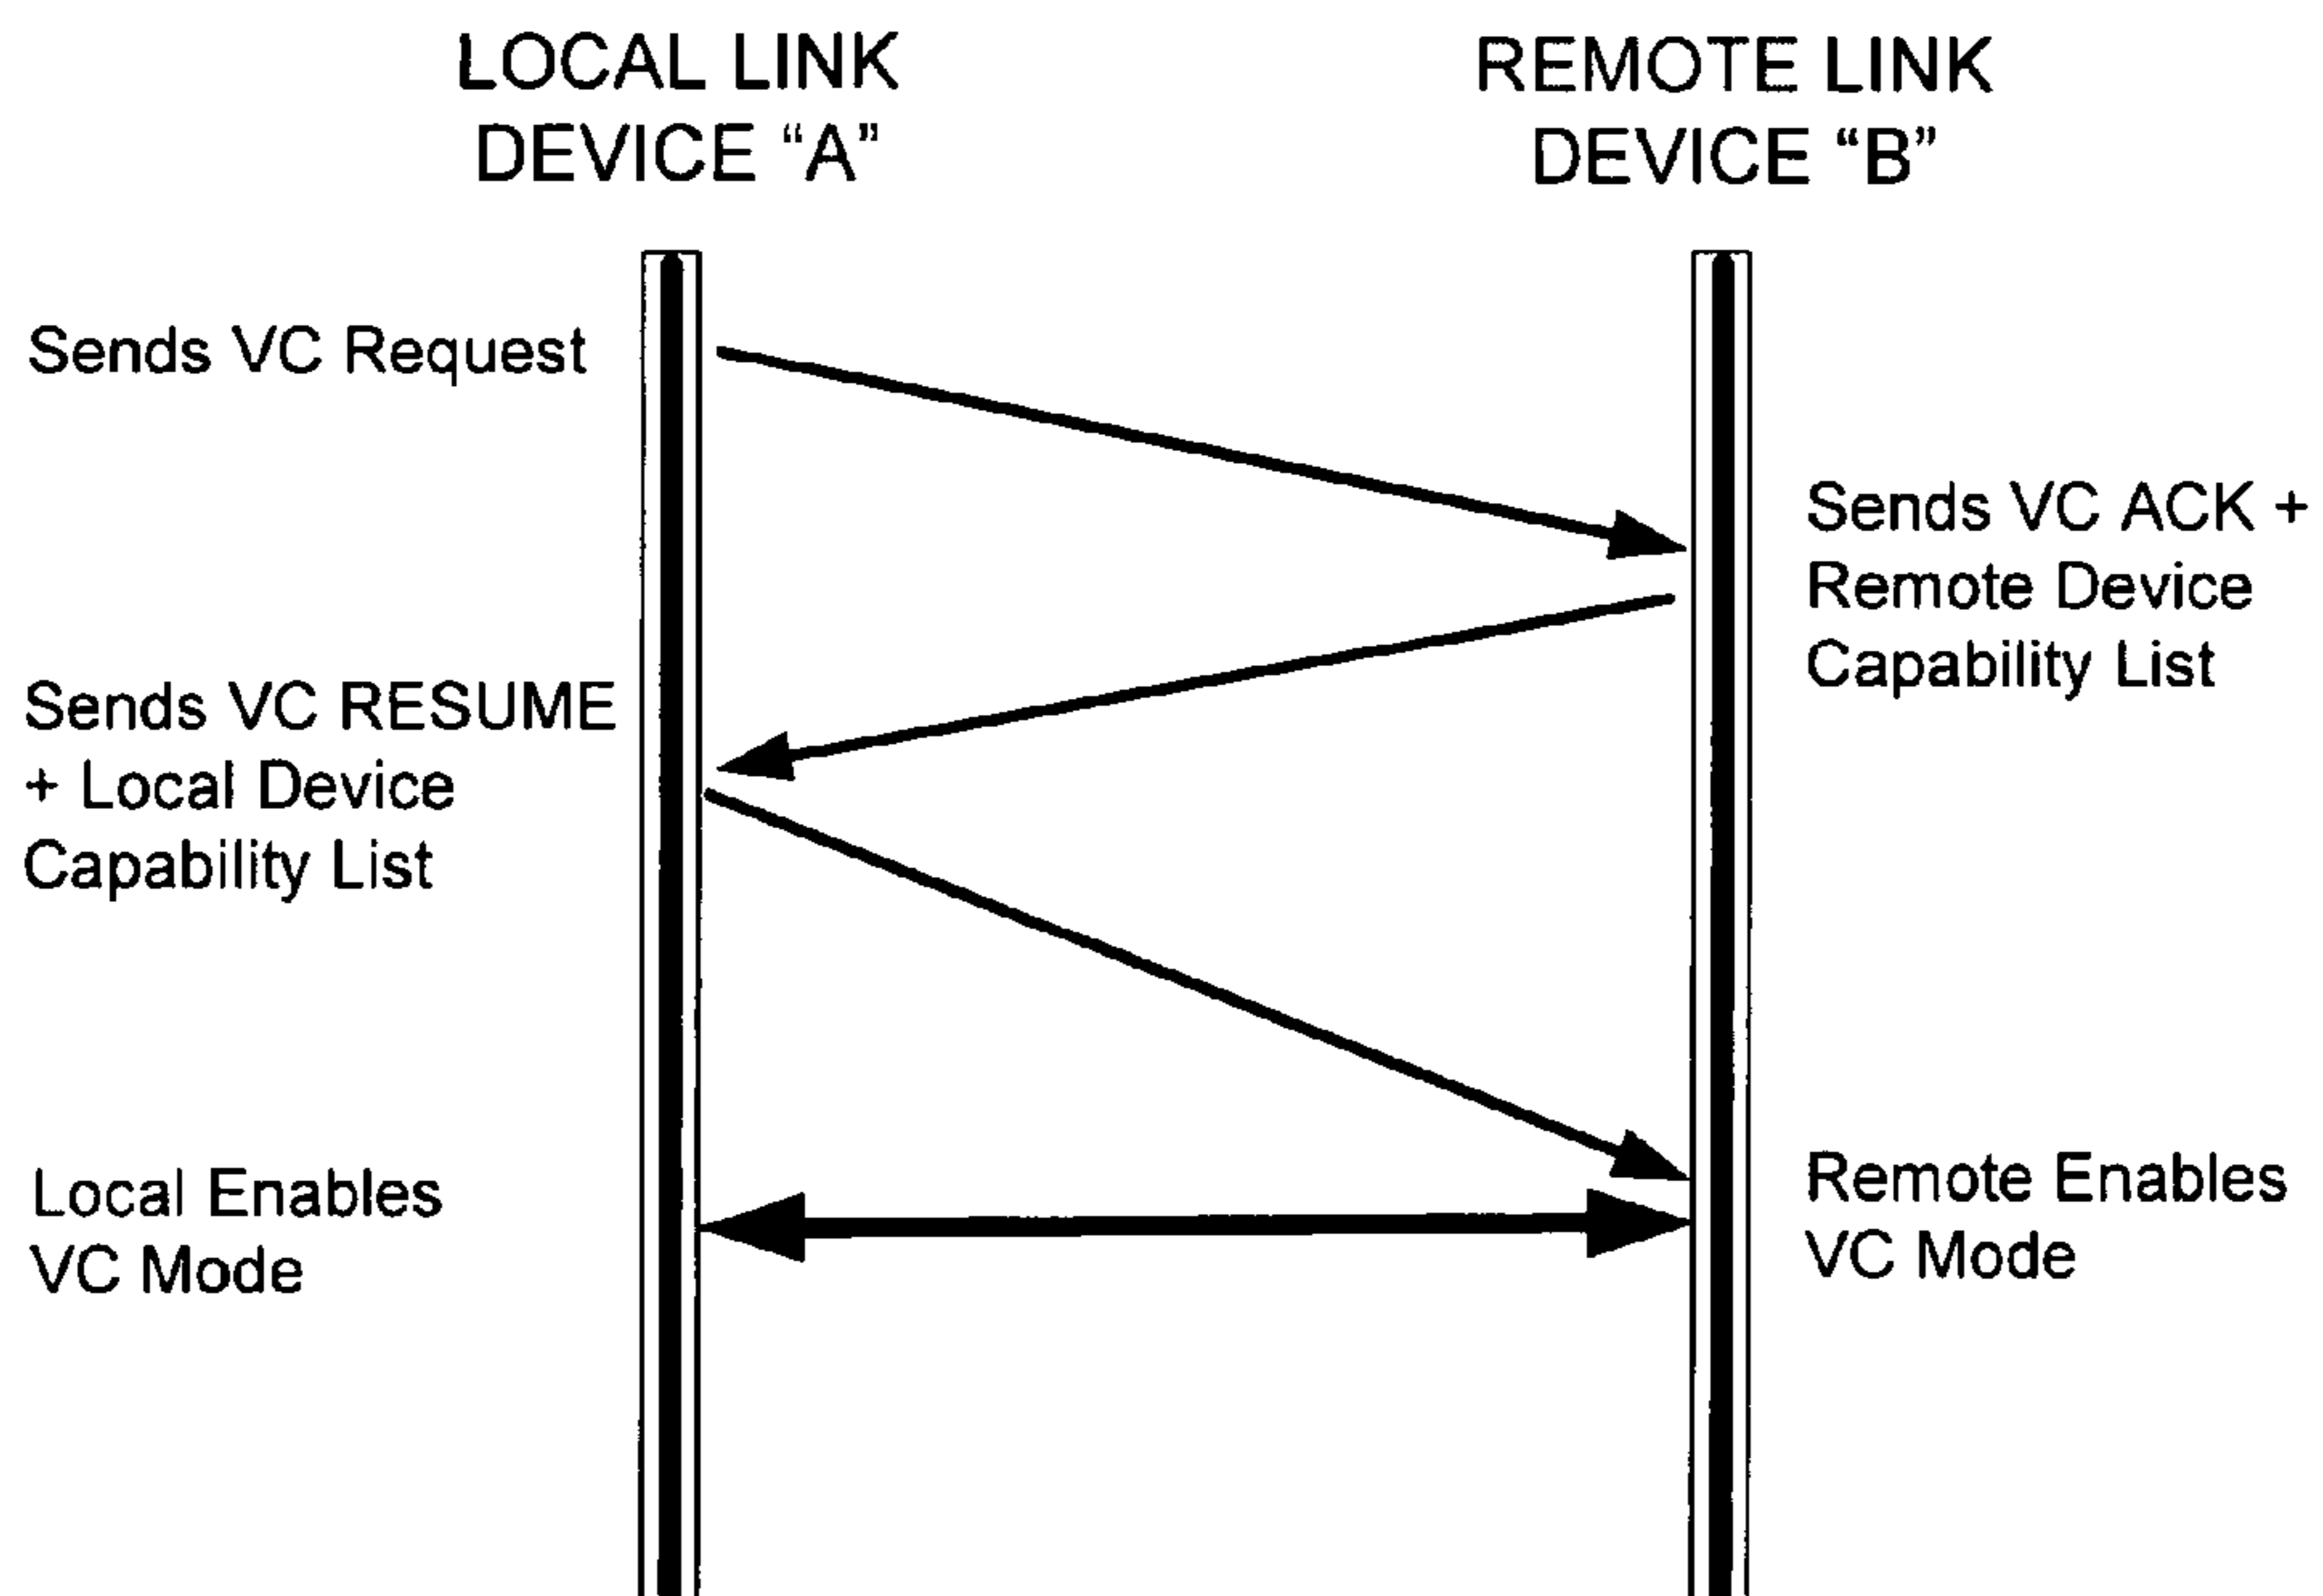 LOCAL LINK
DEVICE “A”
REMOTE LINK
DEVICE “B”
Sends VC Request
Sends VC ACK +
Remote Device
Capability List
Sends VC RESUME
+ Local Device
Capability List
Local Enables
VC Mode
Remote Enables
VC Mode